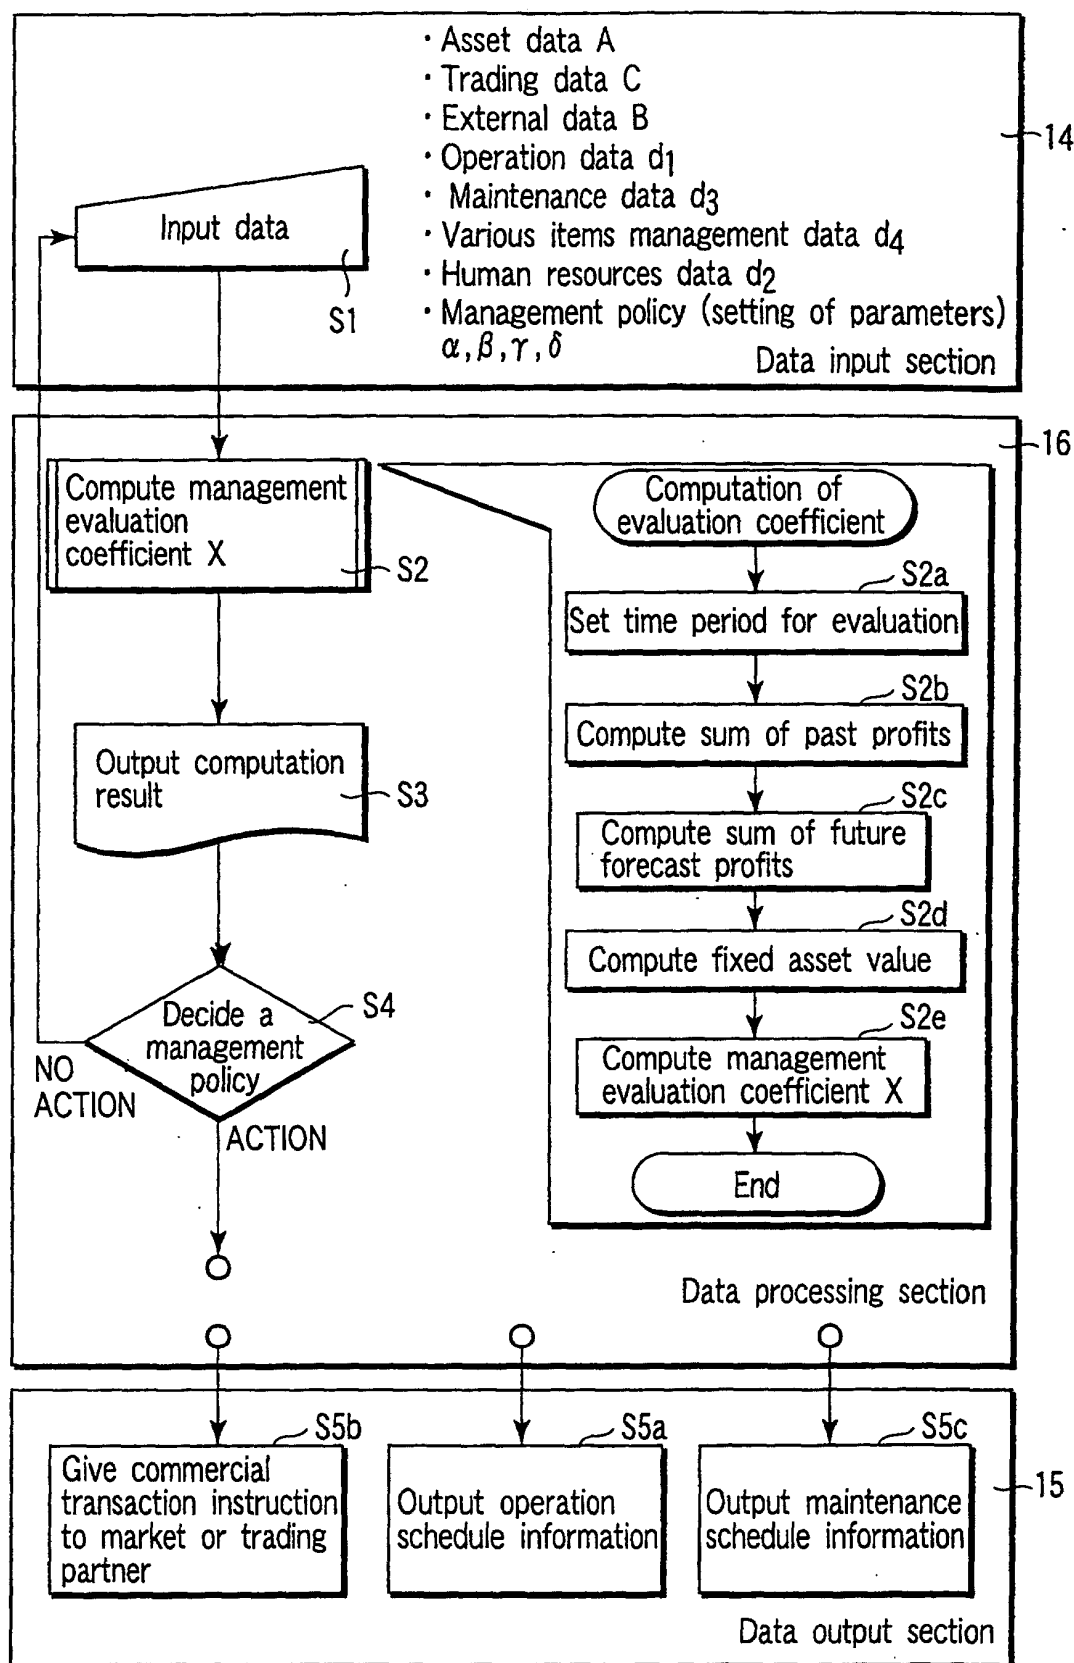 · Asset data A
· Trading data C
· External data B
· Operation data d1
· Maintenance data d3
· Various items management data d4
· Human resources data d2
· Management policy (setting of parameters)
α, β, γ, δ
14
Input data
S1
Data input section
16
Compute management
evaluation
coefficient X
S2
Output computation
result
S3
Decide a
management
policy
S4
NO
ACTION
ACTION
Computation of
evaluation coefficient
S2a
Set time period for evaluation
S2b
Compute sum of past profits
S2c
Compute sum of future
forecast profits
S2d
Compute fixed asset value
S2e
Compute management
evaluation coefficient X
End
Data processing section
S5b
Give commercial
transaction instruction
to market or trading
partner
S5a
Output operation
schedule information
S5c
Output maintenance
schedule information
15
Data output section